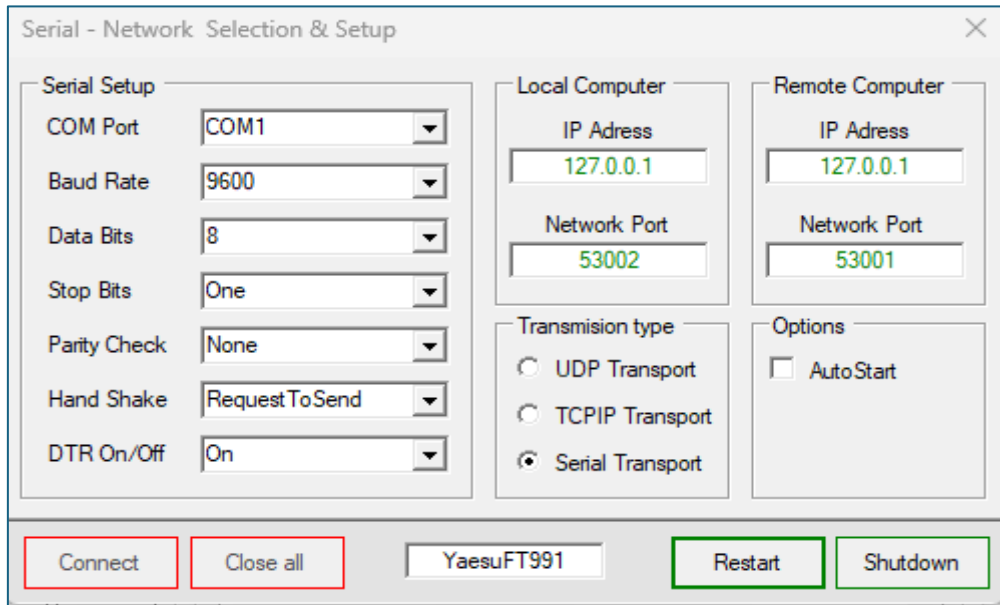 Serial - Network  Selection & Setup
Serial Setup
COM Port COM1
Baud Rate 9600
Data Bits 8
Stop Bits One
Parity Check None
Hand Shake RequestToSend
DTR On/Off On
Local Computer
IP Adress
127.0.0.1
Network Port
53002
Remote Computer
IP Adress
127.0.0.1
Network Port
53001
Transmision type
UDP Transport
TCPIP Transport
Serial Transport
Options
AutoStart
Connect
Close all
YaesuFT991
Restart
Shutdown